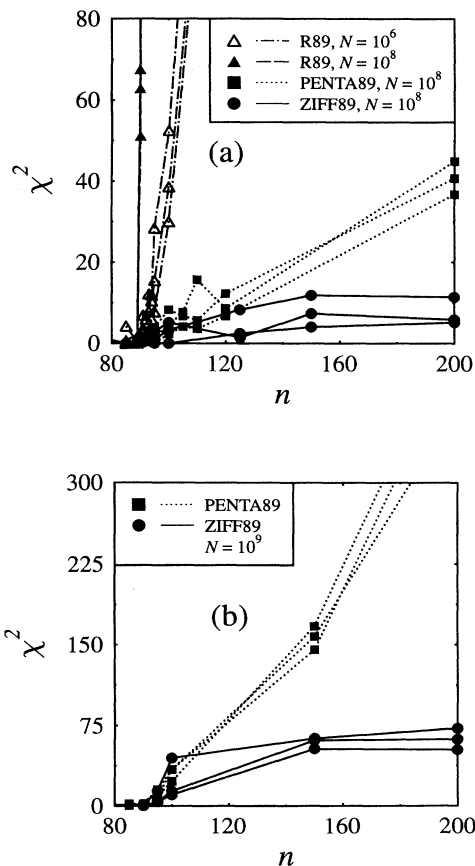 80
60
40
20
0
χ²
R89, N = 10⁶
R89, N = 10⁸
PENTA89, N = 10⁸
ZIFF89, N = 10⁸
(a)
80 120 160 200
n
300
225
150
75
0
χ²
PENTA89
ZIFF89
N = 10⁹
(b)
80 120 160 200
n